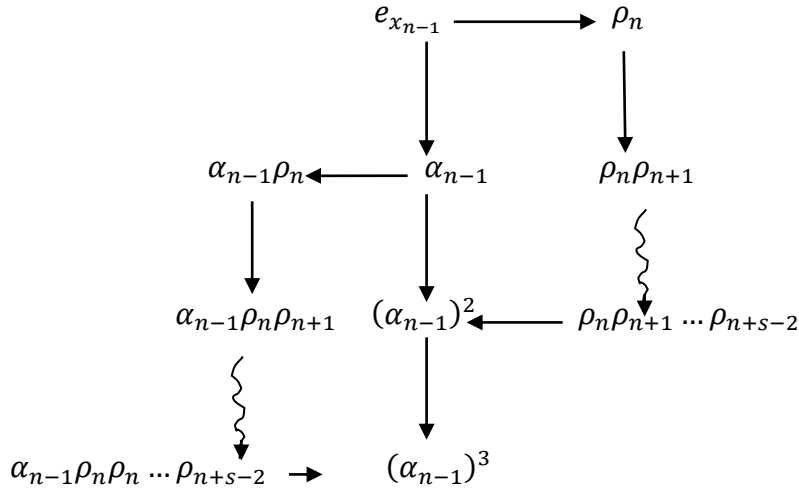 e_{x_{n-1}} ρ_n
α_{n-1}ρ_n α_{n-1} ρ_nρ_{n+1}
α_{n-1}ρ_nρ_{n+1} (α_{n-1})^2 ρ_nρ_{n+1} … ρ_{n+s-2}
α_{n-1}ρ_nρ_n … ρ_{n+s-2} (α_{n-1})^3